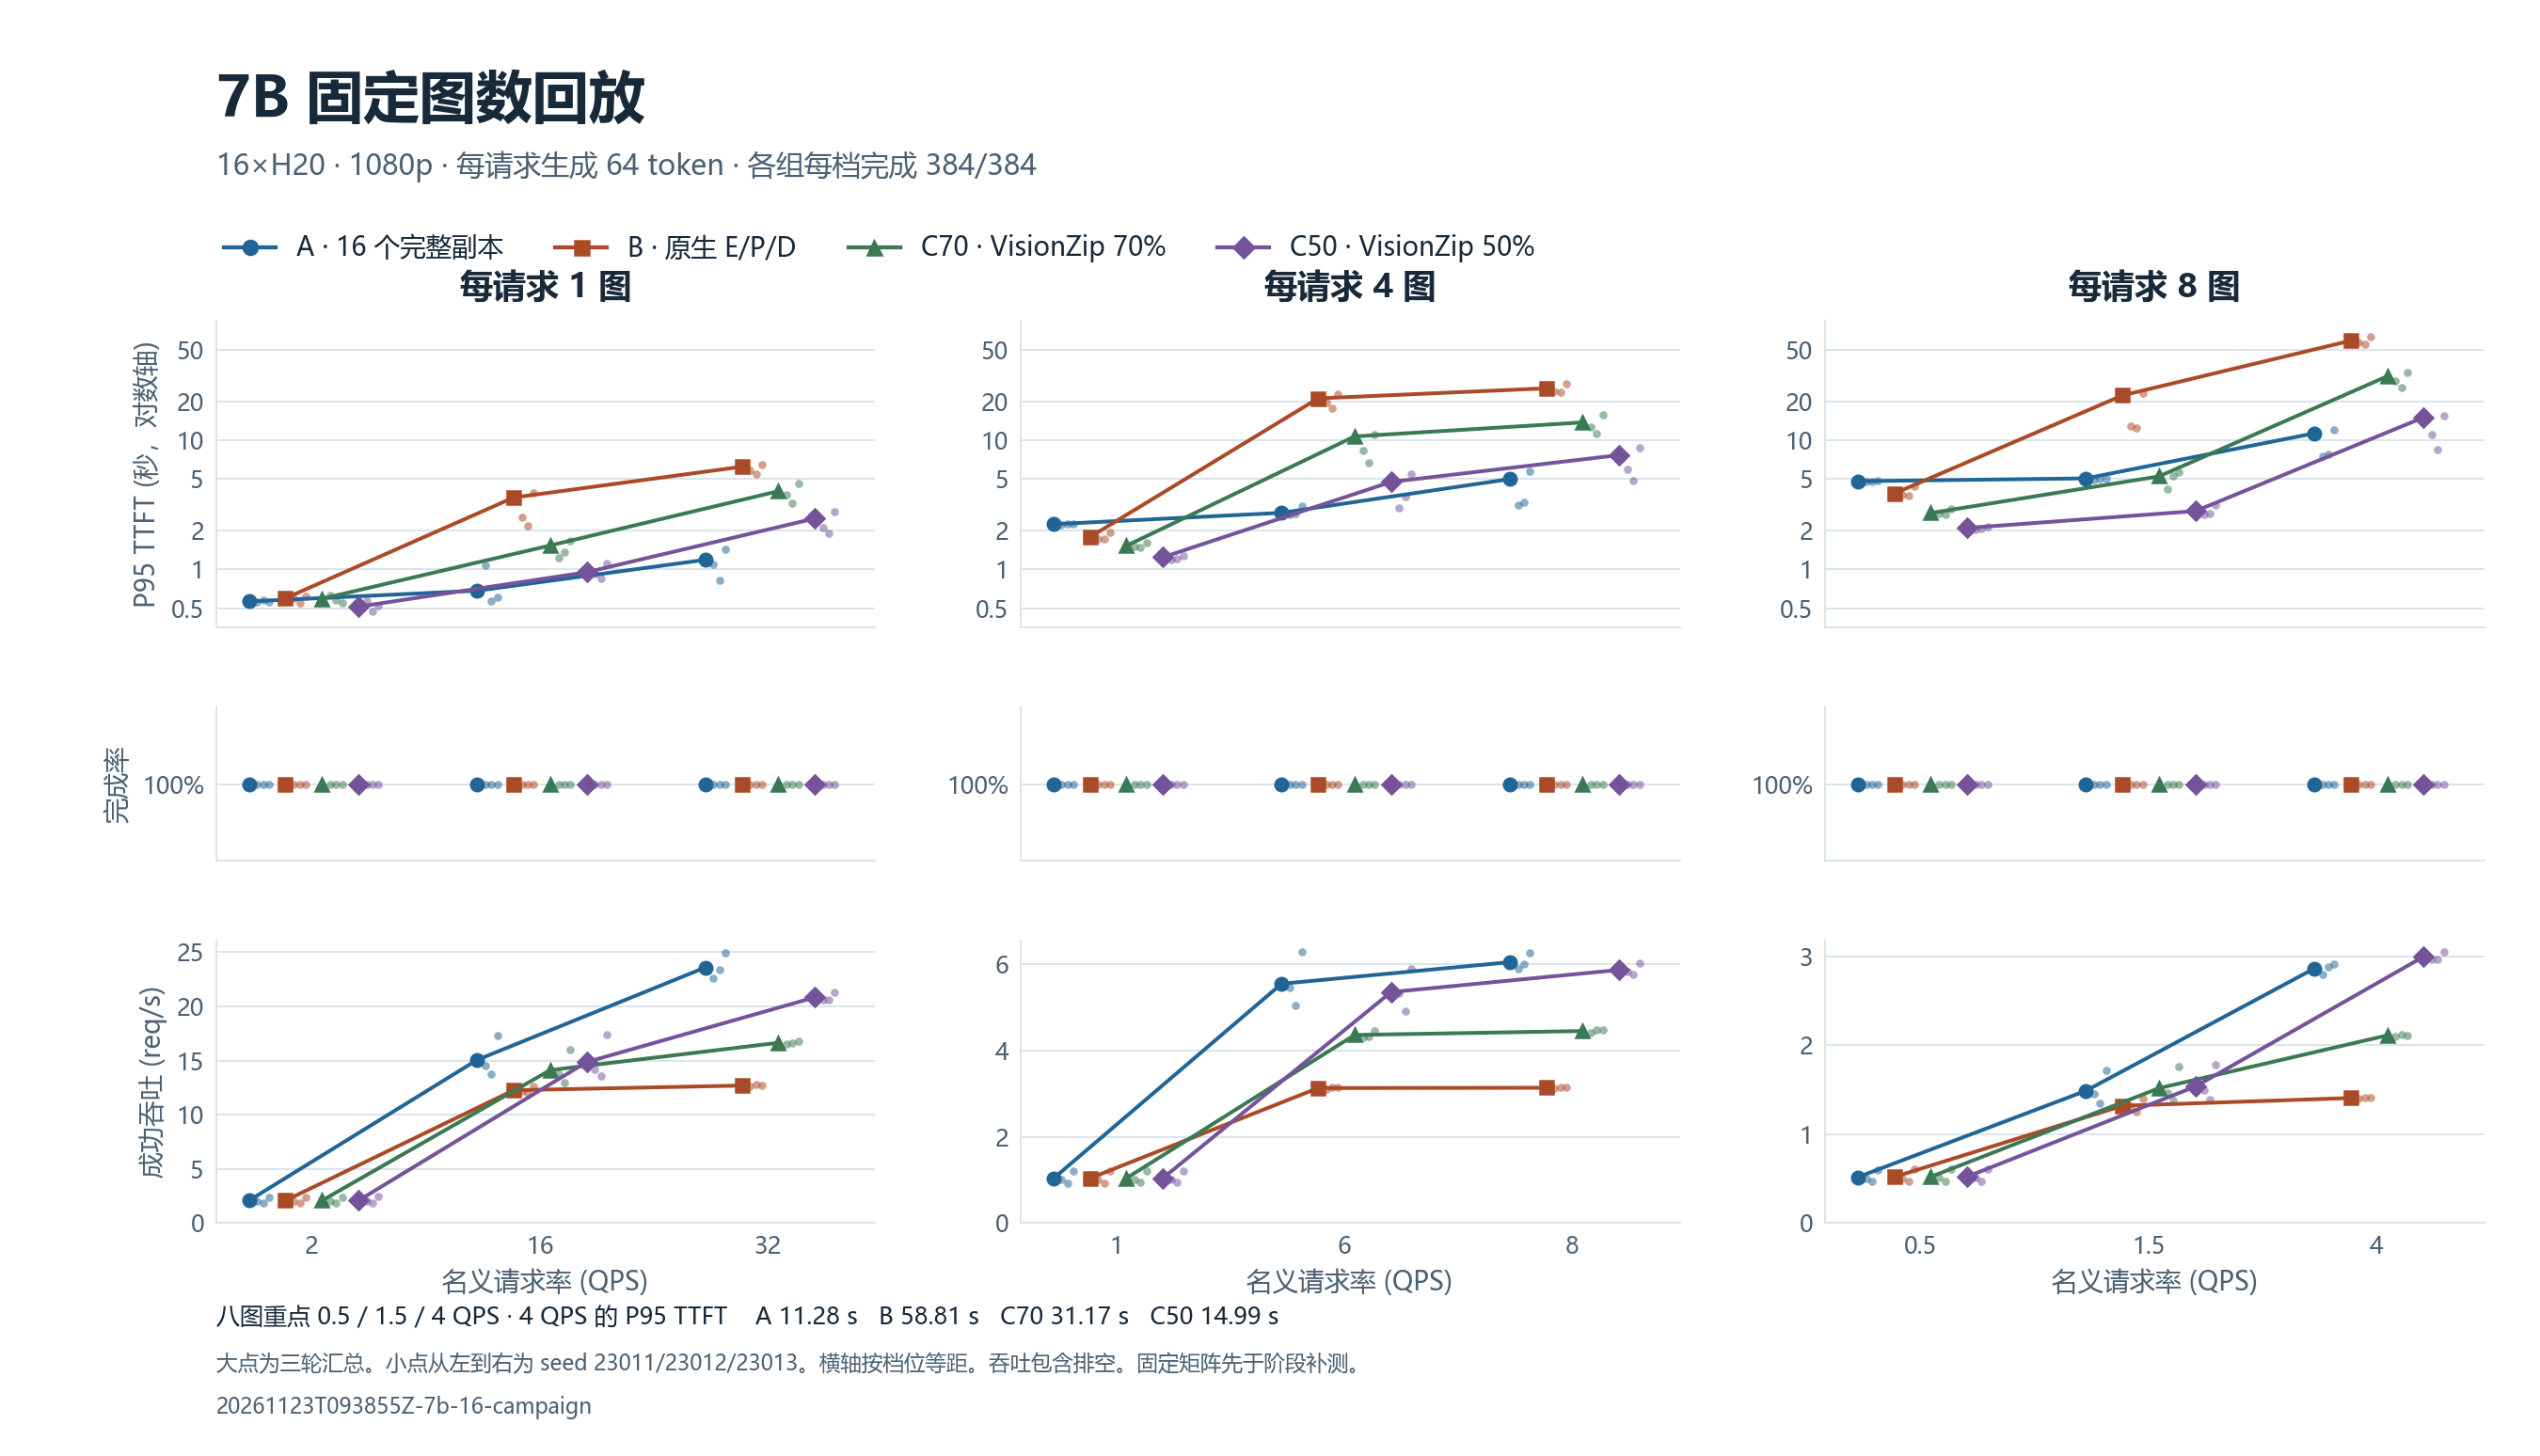 7B 固定图数回放
16×H20 · 1080p · 每请求生成 64 token · 各组每档完成 384/384
A · 16 个完整副本 B · 原生 E/P/D C70 · VisionZip 70% C50 · VisionZip 50%
每请求 1 图 每请求 4 图 每请求 8 图
P95 TTFT (秒，对数轴)
50 50 50
20 20 20
10 10 10
5 5 5
2 2 2
1 1 1
0.5 0.5 0.5
完成率
100% 100% 100%
成功吞吐 (req/s)
25 6 3
20 4 2
15 2 1
10 0 0
5
0
2 16 32 1 6 8 0.5 1.5 4
名义请求率 (QPS) 名义请求率 (QPS) 名义请求率 (QPS)
八图重点 0.5 / 1.5 / 4 QPS · 4 QPS 的 P95 TTFT A 11.28 s B 58.81 s C70 31.17 s C50 14.99 s
大点为三轮汇总。小点从左到右为 seed 23011/23012/23013。横轴按档位等距。吞吐包含排空。固定矩阵先于阶段补测。
20261123T093855Z-7b-16-campaign